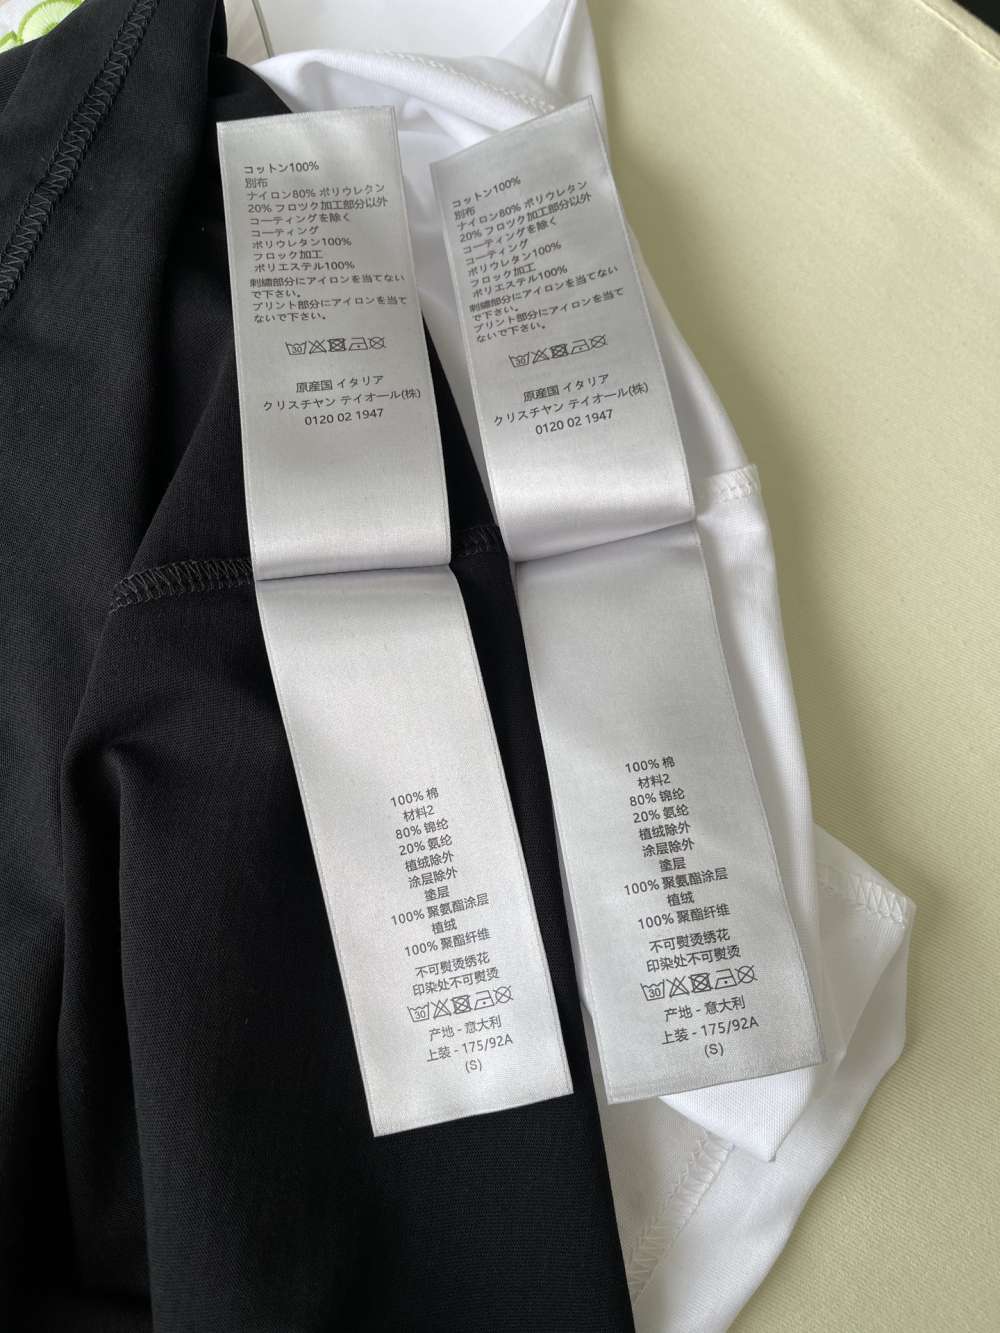 コットン100%
別布
ナイロン80% ポリウレタン
20% フロック加工部分以外
コーティングを除く
コーティング
ポリウレタン100%
フロック加工
ポリエステル100%
刺繍部分にアイロンを当てない
で下さい。
プリント部分にアイロンを当て
ないで下さい。
30
原産国 イタリア
クリスチャン テイオール(株)
0120 02 1947
100% 棉
材料2
80% 锦纶
20% 氨纶
植绒除外
涂层除外
塗层
100% 聚氨酯涂层
植绒
100% 聚酯纤维
不可熨烫绣花
印染处不可熨烫
30
产地 - 意大利
上装 - 175/92A
(S)
コットン100%
別布
ナイロン80% ポリウレタン
20% フロック加工部分以外
コーティングを除く
コーティング
ポリウレタン100%
フロック加工
ポリエステル100%
刺繍部分にアイロンを当てない
で下さい。
プリント部分にアイロンを当て
ないで下さい。
30
原産国 イタリア
クリスチャン テイオール(株)
0120 02 1947
100% 棉
材料2
80% 锦纶
20% 氨纶
植绒除外
涂层除外
塗层
100% 聚氨酯涂层
植绒
100% 聚酯纤维
不可熨烫绣花
印染处不可熨烫
30
产地 - 意大利
上装 - 175/92A
(S)